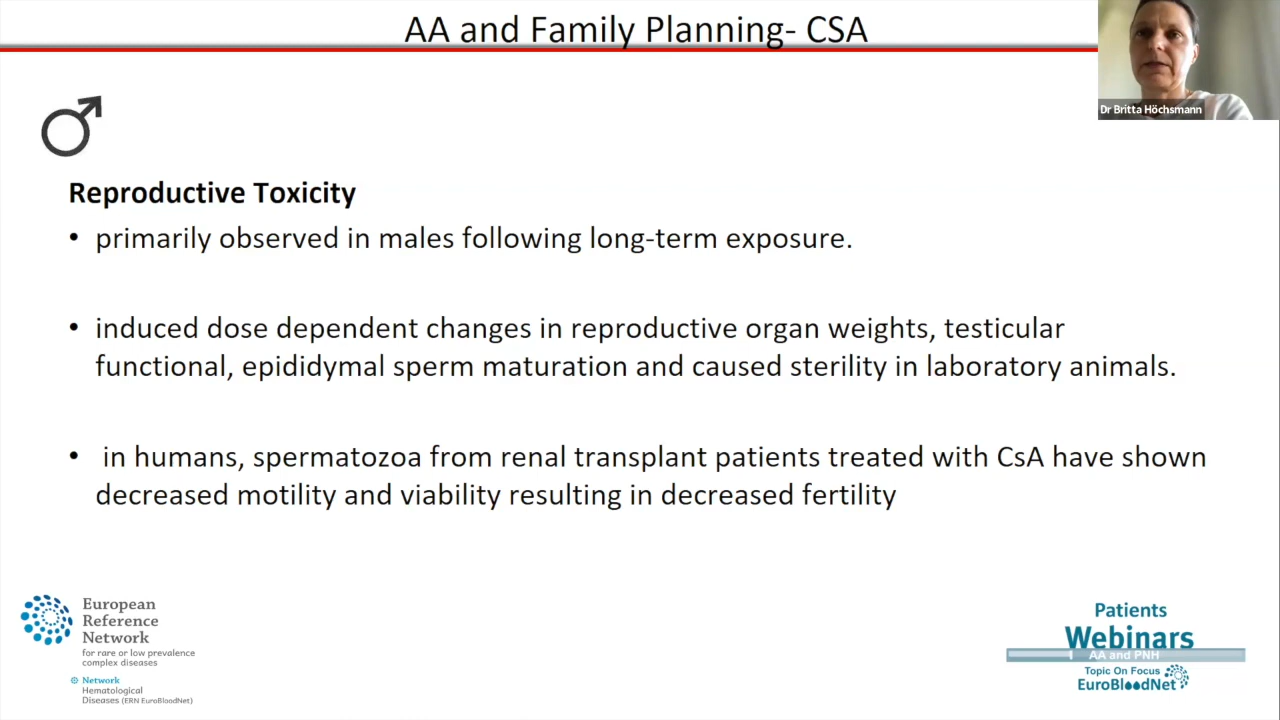 AA and Family Planning- CSA
Dr Britta Höchsmann
Reproductive Toxicity
• primarily observed in males following long-term exposure.
• induced dose dependent changes in reproductive organ weights, testicular
functional, epididymal sperm maturation and caused sterility in laboratory animals.
• in humans, spermatozoa from renal transplant patients treated with CsA have shown
decreased motility and viability resulting in decreased fertility
European
Reference
Network
for rare or low prevalence
complex diseases
Network
Hematological
Diseases (ERN EuroBloodNet)
Patients
Webinars
AA and PNH
Topic On Focus
EuroBloodNet